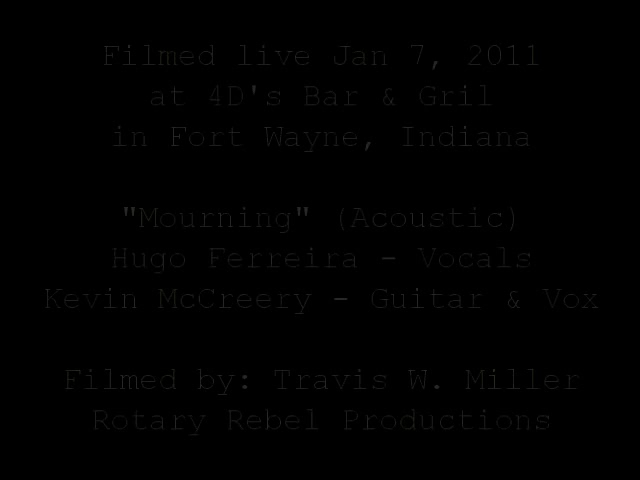 Filmed live Jan 7, 2011
at 4D's Bar & Gril
in Fort Wayne, Indiana
"Mourning" (Acoustic)
Hugo Ferreira - Vocals
Kevin McCreery - Guitar & Vox
Filmed by: Travis W. Miller
Rotary Rebel Productions